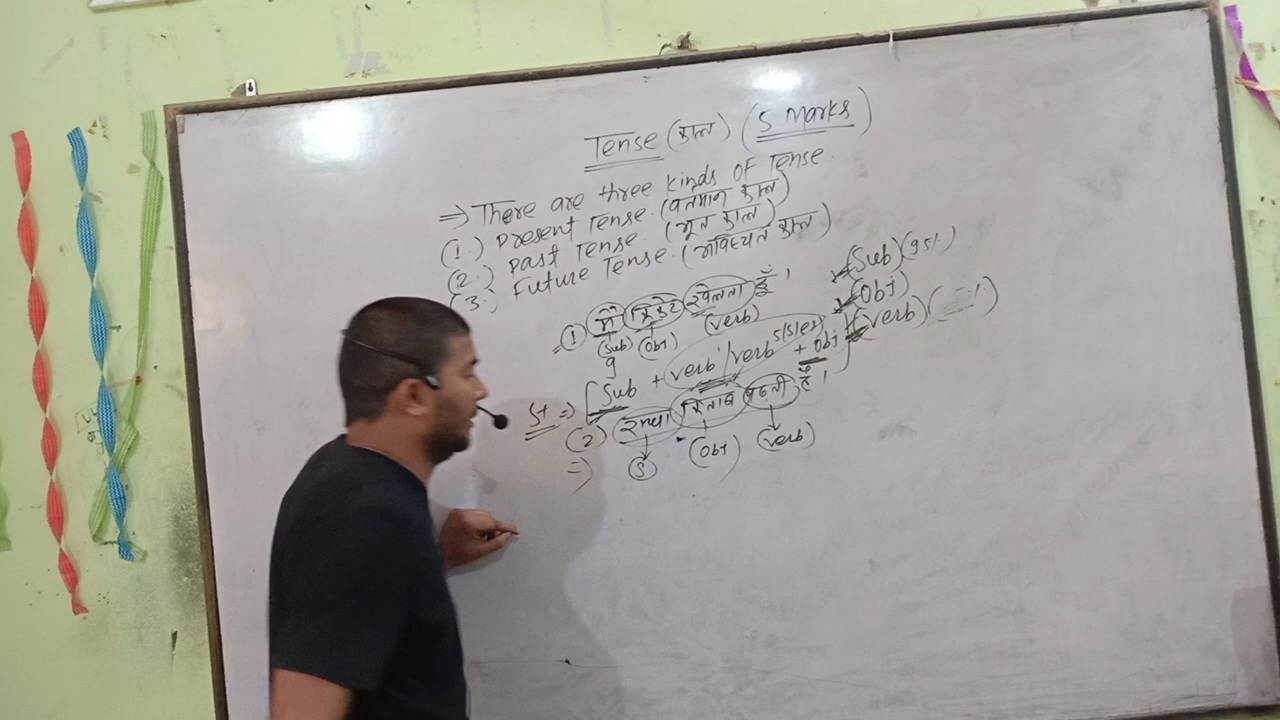 Tense (काल) (5 Marks)
⇒ There are three kinds of Tense.
(1.) Present Tense. (वर्तमान काल)
(2.) Past Tense. (भूत काल)
(3.) Future Tense. (भविष्यत काल)
(Sub) (95%)
(Obj)
(verb) ( %)
(1) मैं क्रिकेट खेलता हूँ।
(Sub) (Obj) (verb)
St ⇒ [Sub + verb¹/verb s/es + Obj]
(2) राधा किताब पढ़ती है।
⇒) (S) (Obj) (verb)